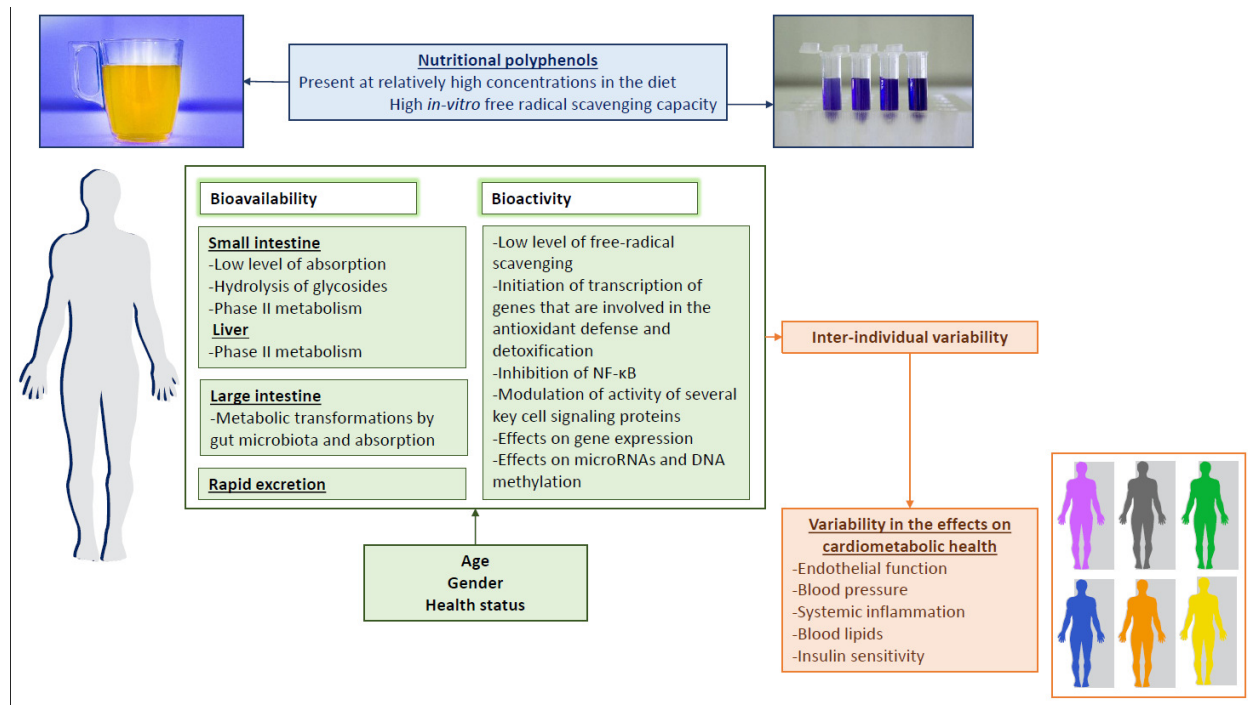 Nutritional polyphenols
Present at relatively high concentrations in the diet
High in-vitro free radical scavenging capacity
Bioavailability
Small intestine
-Low level of absorption
-Hydrolysis of glycosides
-Phase II metabolism
Liver
-Phase II metabolism
Large intestine
-Metabolic transformations by
gut microbiota and absorption
Rapid excretion
Bioactivity
-Low level of free-radical
scavenging
-Initiation of transcription of
genes that are involved in the
antioxidant defense and
detoxification
-Inhibition of NF-κB
-Modulation of activity of several
key cell signaling proteins
-Effects on gene expression
-Effects on microRNAs and DNA
methylation
Age
Gender
Health status
Inter-individual variability
Variability in the effects on
cardiometabolic health
-Endothelial function
-Blood pressure
-Systemic inflammation
-Blood lipids
-Insulin sensitivity